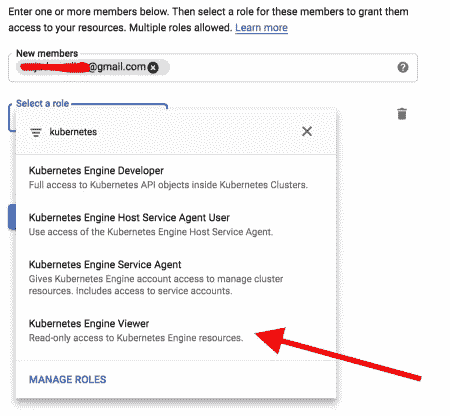 Enter one or more members below. Then select a role for these members to grant them
access to your resources. Multiple roles allowed. Learn more
New members
@gmail.com
Select a role
kubernetes
Kubernetes Engine Developer
Full access to Kubernetes API objects inside Kubernetes Clusters.
Kubernetes Engine Host Service Agent User
Use access of the Kubernetes Engine Host Service Agent.
Kubernetes Engine Service Agent
Gives Kubernetes Engine account access to manage cluster
resources. Includes access to service accounts.
Kubernetes Engine Viewer
Read-only access to Kubernetes Engine resources.
MANAGE ROLES